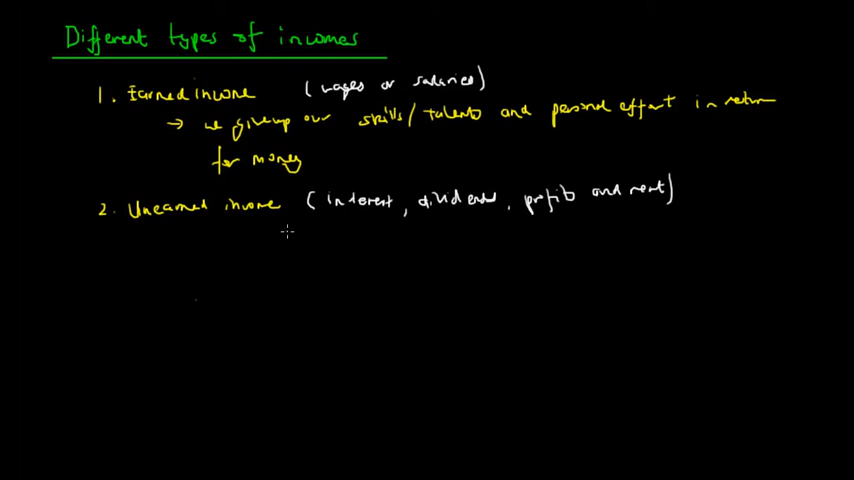 Different types of incomes
1. Earned income (wages or salaries)
→ we give up our skills/talents and personal effort in return
for money
2. Unearned income (interest, dividend, profits and rent)